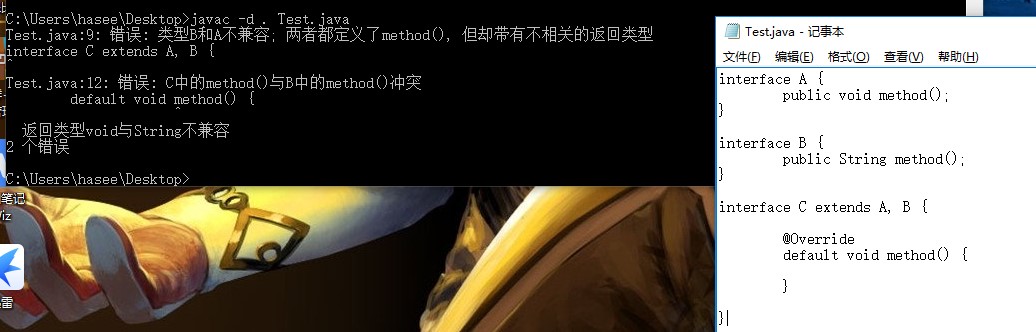 C:\Users\hasee\Desktop>javac -d . Test.java
Test.java:9: 错误: 类型B和A不兼容; 两者都定义了method(), 但却带有不相关的返回类型
interface C extends A, B {
^
Test.java:12: 错误: C中的method()与B中的method()冲突
default void method() {
^
返回类型void与String不兼容
2 个错误
C:\Users\hasee\Desktop>
笔记
Test.java - 记事本
文件(F) 编辑(E) 格式(O) 查看(V) 帮助(H)
interface A {
public void method();
}
interface B {
public String method();
}
interface C extends A, B {
@Override
default void method() {
}
}